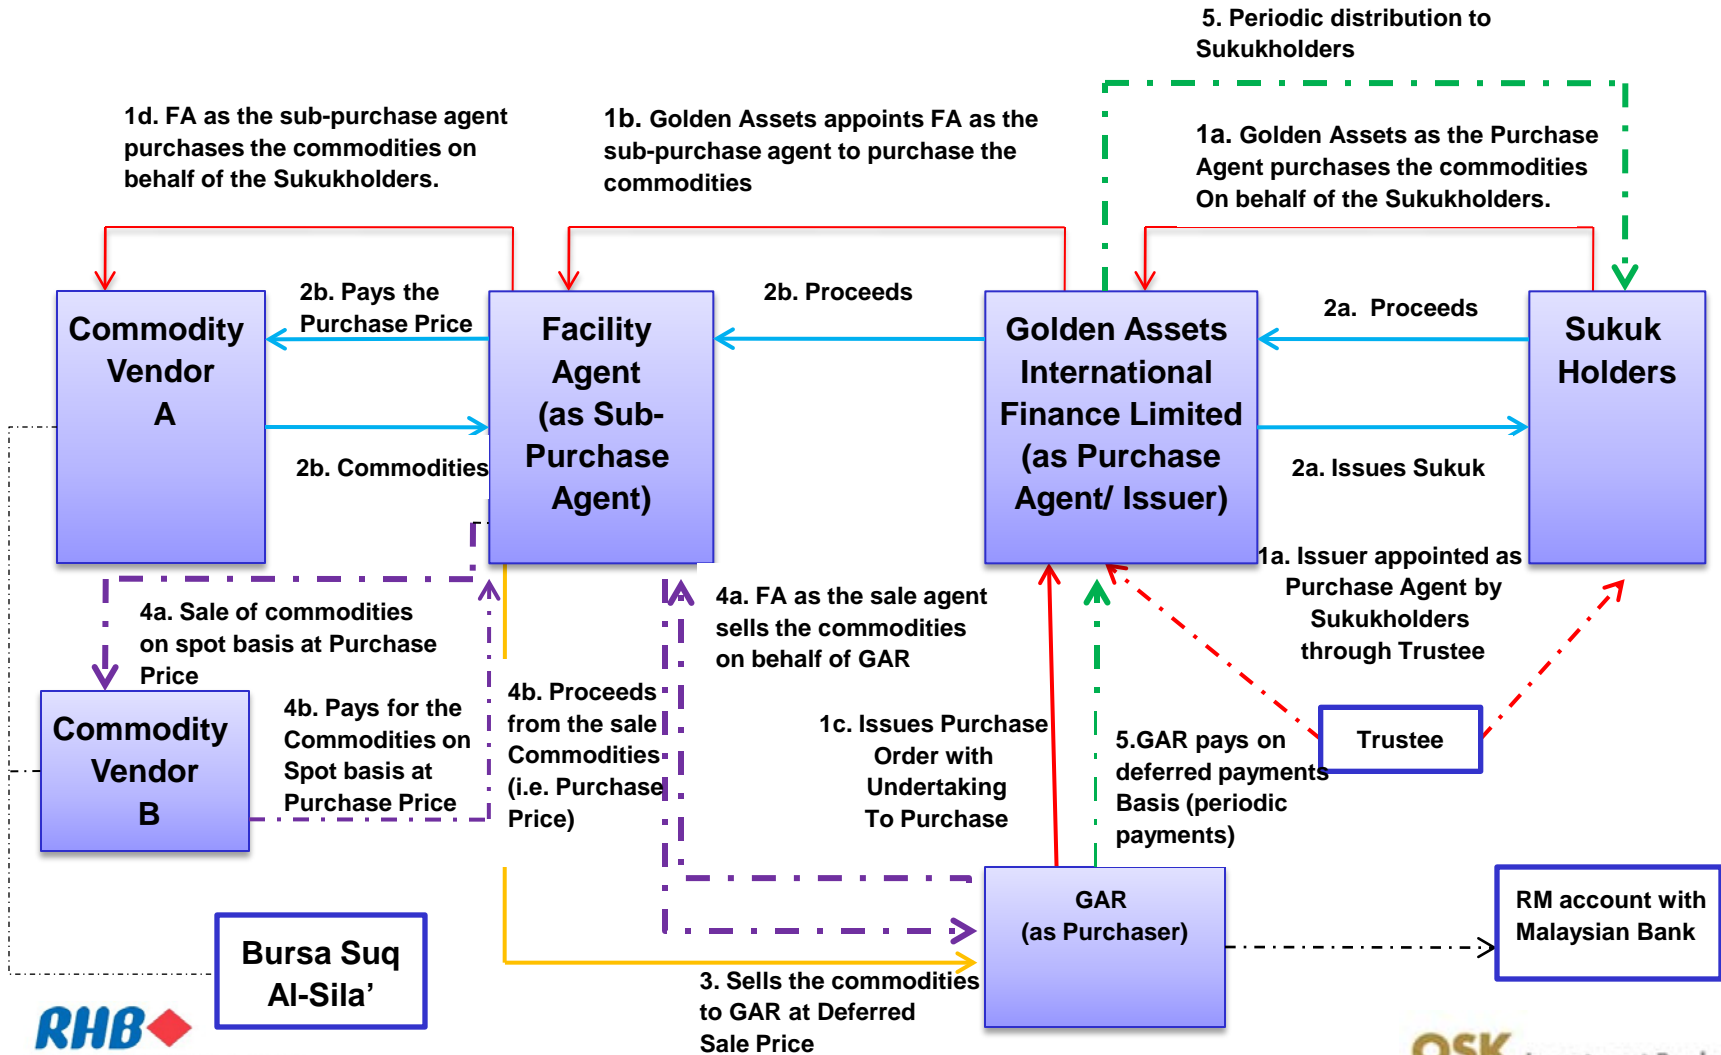 5. Periodic distribution to
Sukukholders
1d. FA as the sub-purchase agent
purchases the commodities on
behalf of the Sukukholders.
1b. Golden Assets appoints FA as the
sub-purchase agent to purchase the
commodities
1a. Golden Assets as the Purchase
Agent purchases the commodities
On behalf of the Sukukholders.
Commodity
Vendor
A
2b. Pays the
Purchase Price
2b. Commodities
Facility
Agent
(as Sub-
Purchase
Agent)
2b. Proceeds
Golden Assets
International
Finance Limited
(as Purchase
Agent/ Issuer)
2a. Proceeds
2a. Issues Sukuk
Sukuk
Holders
1a. Issuer appointed as
Purchase Agent by
Sukukholders
through Trustee
4a. Sale of commodities
on spot basis at Purchase
Price
4a. FA as the sale agent
sells the commodities
on behalf of GAR
Commodity
Vendor
B
4b. Pays for the
Commodities on
Spot basis at
Purchase Price
4b. Proceeds
from the sale
Commodities
(i.e. Purchase
Price)
1c. Issues Purchase
Order with
Undertaking
To Purchase
5.GAR pays on
deferred payments
Basis (periodic
payments)
Trustee
GAR
(as Purchaser)
RM account with
Malaysian Bank
Bursa Suq
Al-Sila’
3. Sells the commodities
to GAR at Deferred
Sale Price
RHB
OSK